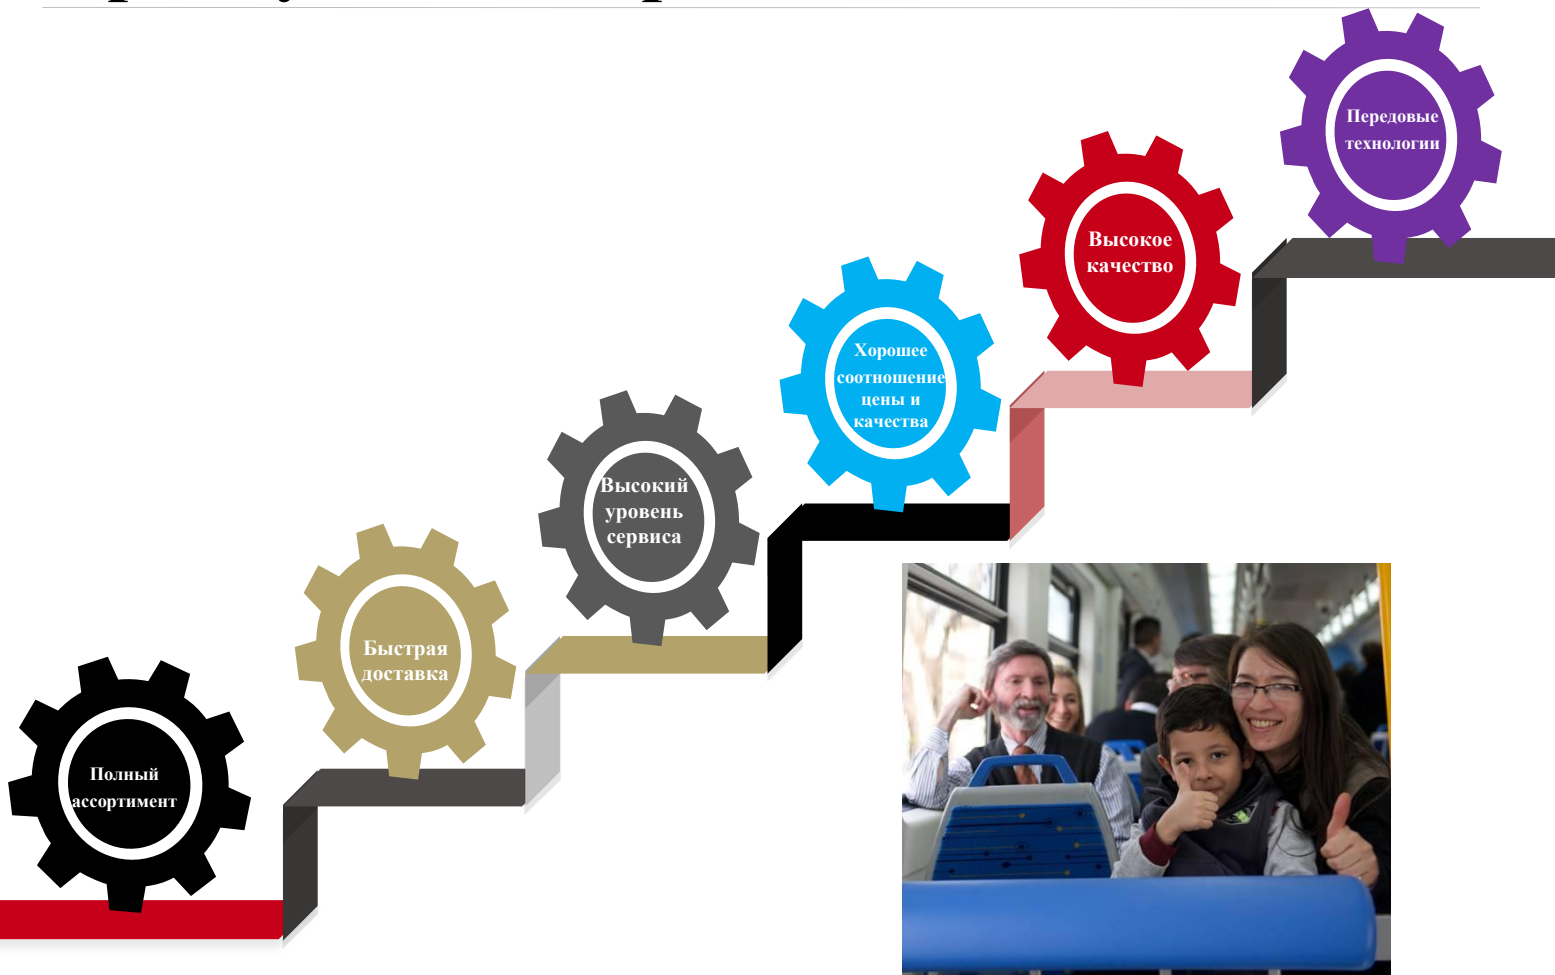 Полный
ассортимент
Быстрая
доставка
Высокий
уровень
сервиса
Хорошее
соотношение
цены и
качества
Высокое
качество
Передовые
технологии